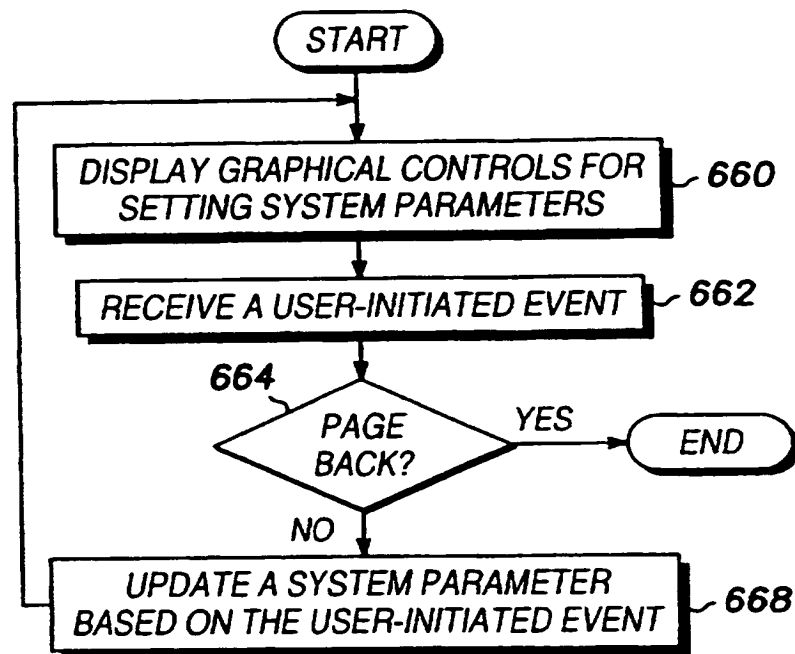 START
DISPLAY GRAPHICAL CONTROLS FOR
SETTING SYSTEM PARAMETERS
660
RECEIVE A USER-INITIATED EVENT
662
664
PAGE
BACK?
YES
END
NO
UPDATE A SYSTEM PARAMETER
BASED ON THE USER-INITIATED EVENT
668